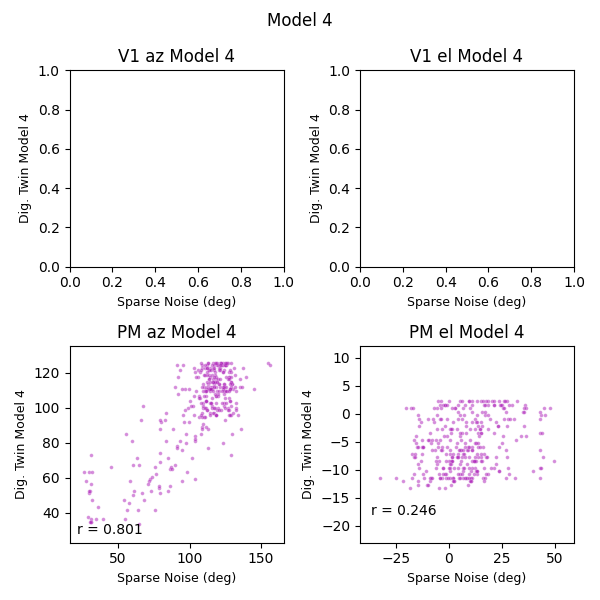 Model 4
V1 az Model 4
V1 el Model 4
Dig. Twin Model 4
1.0
0.8
0.6
0.4
0.2
0.0
0.0 0.2 0.4 0.6 0.8 1.0
Sparse Noise (deg)
Dig. Twin Model 4
1.0
0.8
0.6
0.4
0.2
0.0
0.0 0.2 0.4 0.6 0.8 1.0
Sparse Noise (deg)
PM az Model 4
PM el Model 4
Dig. Twin Model 4
120
100
80
60
40
r = 0.801
50 100 150
Sparse Noise (deg)
Dig. Twin Model 4
10
5
0
−5
−10
−15
−20
r = 0.246
−25 0 25 50
Sparse Noise (deg)